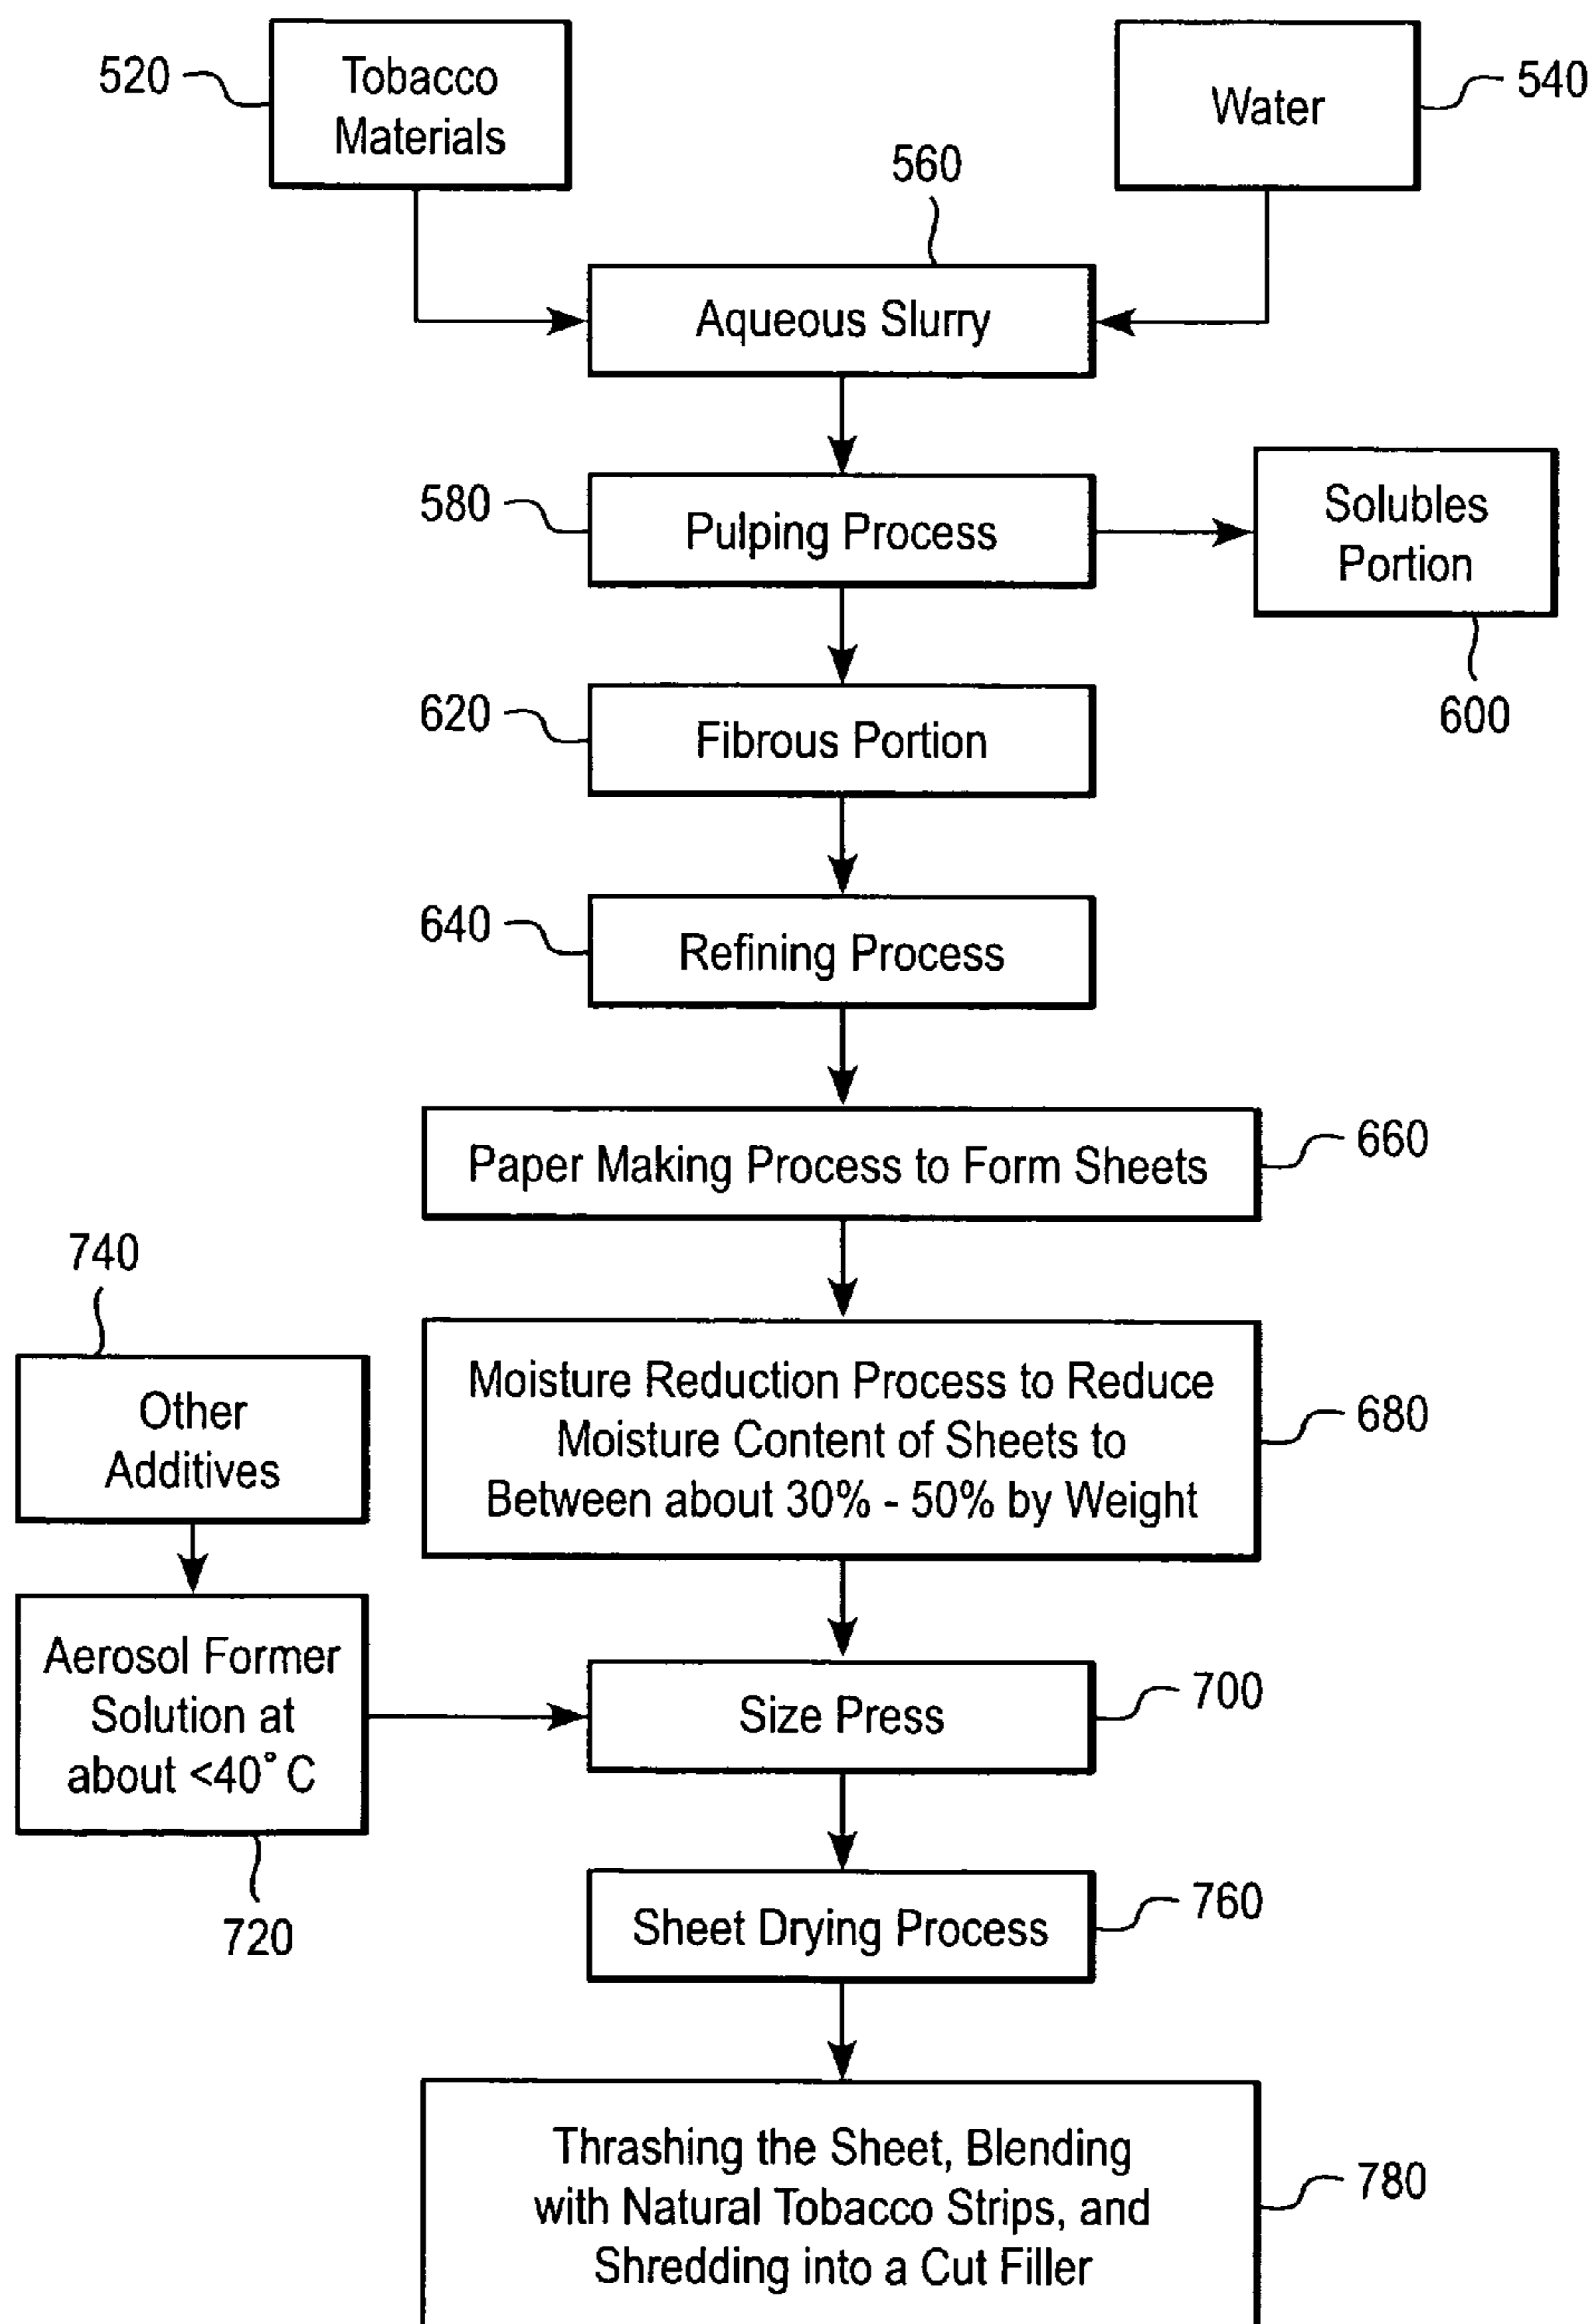 520
Tobacco
Materials
Water
540
560
Aqueous Slurry
580
Pulping Process
Solubles
Portion
600
620
Fibrous Portion
640
Refining Process
Paper Making Process to Form Sheets
660
740
Other
Additives
Moisture Reduction Process to Reduce
Moisture Content of Sheets to
Between about 30% - 50% by Weight
680
Aerosol Former
Solution at
about <40° C
720
Size Press
700
Sheet Drying Process
760
Thrashing the Sheet, Blending
with Natural Tobacco Strips, and
Shredding into a Cut Filler
780